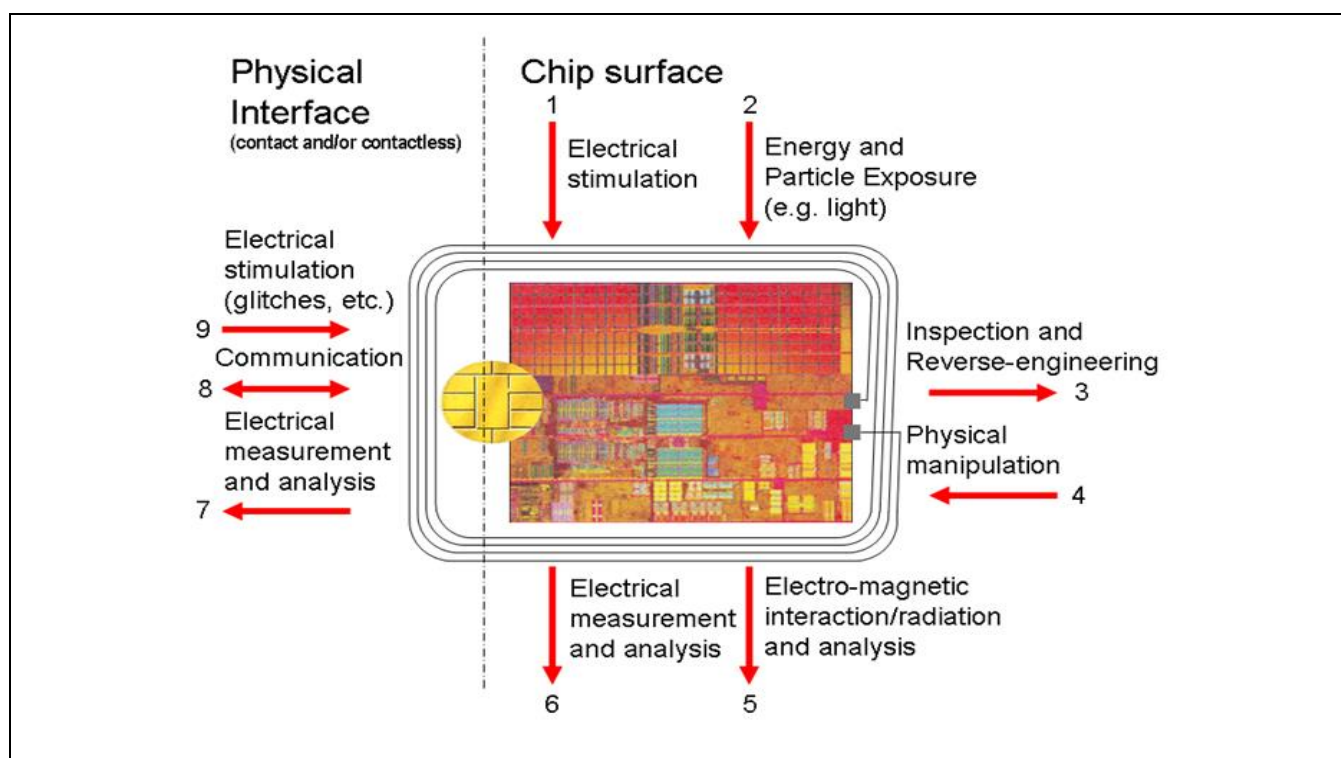 Physical
Interface
(contact and/or contactless)
Chip surface
1
Electrical
stimulation
2
Energy and
Particle Exposure
(e.g. light)
Electrical
stimulation
(glitches, etc.)
9
Communication
8
Electrical
measurement
and analysis
7
Inspection and
Reverse-engineering
3
Physical
manipulation
4
Electrical
measurement
and analysis
6
Electro-magnetic
interaction/radiation
and analysis
5